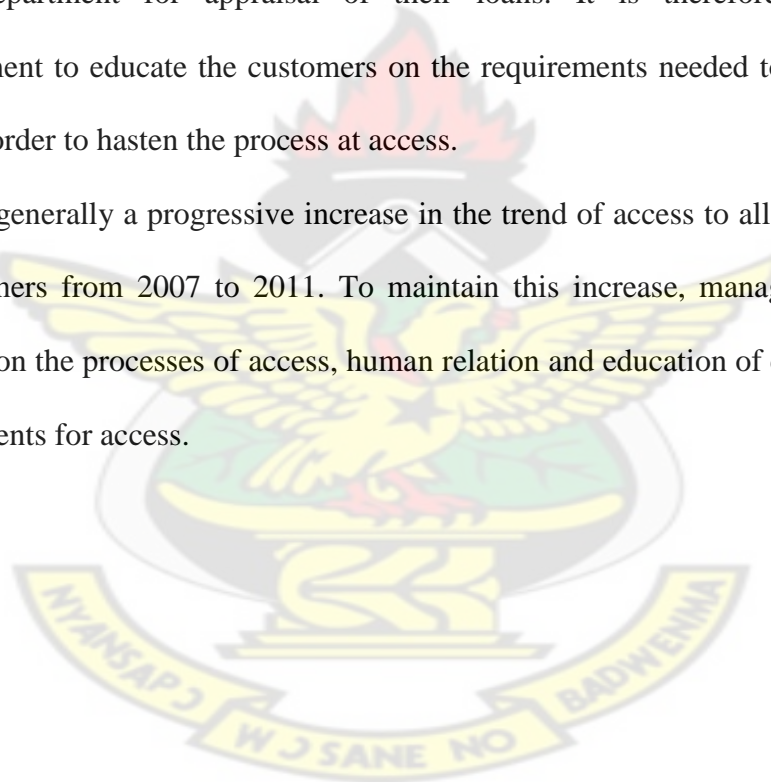 department for appraisal of their loans. It is therefore
ment to educate the customers on the requirements needed to
order to hasten the process at access.
generally a progressive increase in the trend of access to all
ners from 2007 to 2011. To maintain this increase, manag
on the processes of access, human relation and education of
ents for access.
NYANSAPƆ WƆSANE NO BADWENMA